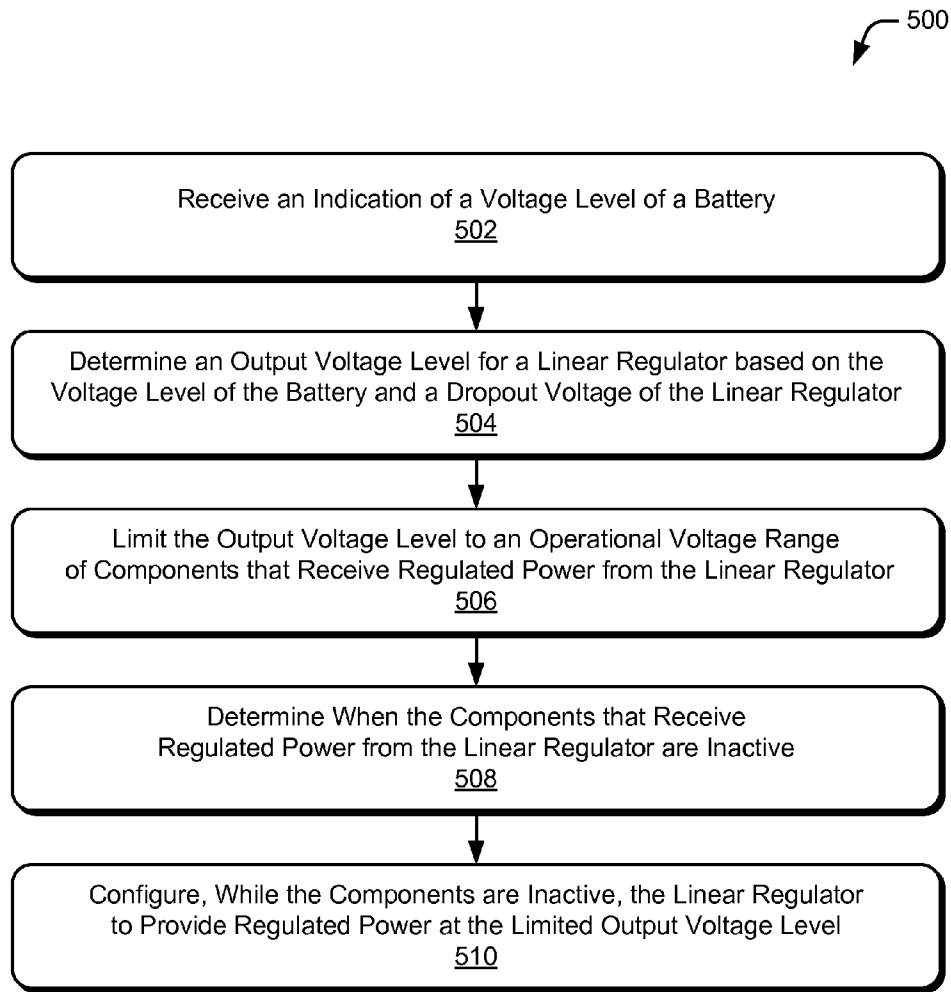 500
Receive an Indication of a Voltage Level of a Battery
502
Determine an Output Voltage Level for a Linear Regulator based on the
Voltage Level of the Battery and a Dropout Voltage of the Linear Regulator
504
Limit the Output Voltage Level to an Operational Voltage Range
of Components that Receive Regulated Power from the Linear Regulator
506
Determine When the Components that Receive
Regulated Power from the Linear Regulator are Inactive
508
Configure, While the Components are Inactive, the Linear Regulator
to Provide Regulated Power at the Limited Output Voltage Level
510